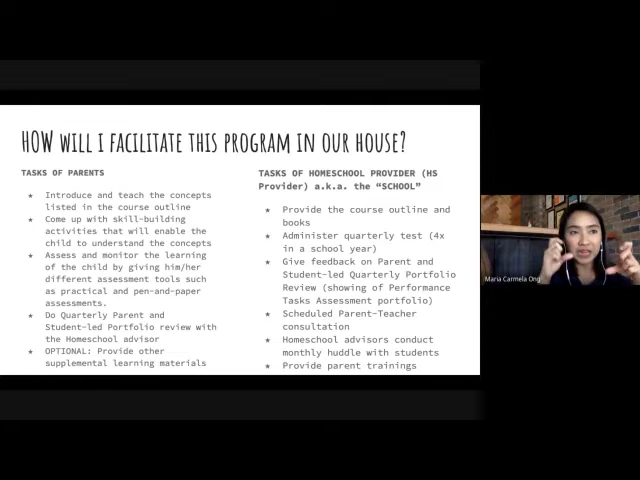 HOW WILL I FACILITATE THIS PROGRAM IN OUR HOUSE?
TASKS OF PARENTS
★ Introduce and teach the concepts
listed in the course outline
★ Come up with skill-building
activities that will enable the
child to understand the concepts
★ Assess and monitor the learning
of the child by giving him/her
different assessment tools such
as practical and pen-and-paper
assessments.
★ Do Quarterly Parent and
Student-led Portfolio review with
the Homeschool advisor
★ OPTIONAL: Provide other
supplemental learning materials
TASKS OF HOMESCHOOL PROVIDER (HS
Provider) a.k.a. the “SCHOOL”
★ Provide the course outline and
books
★ Administer quarterly test (4x
in a school year)
★ Give feedback on Parent and
Student-led Quarterly Portfolio
Review (showing of Performance
Tasks Assessment portfolio)
★ Scheduled Parent-Teacher
consultation
★ Homeschool advisors conduct
monthly huddle with students
★ Provide parent trainings
Maria Carmela Ong